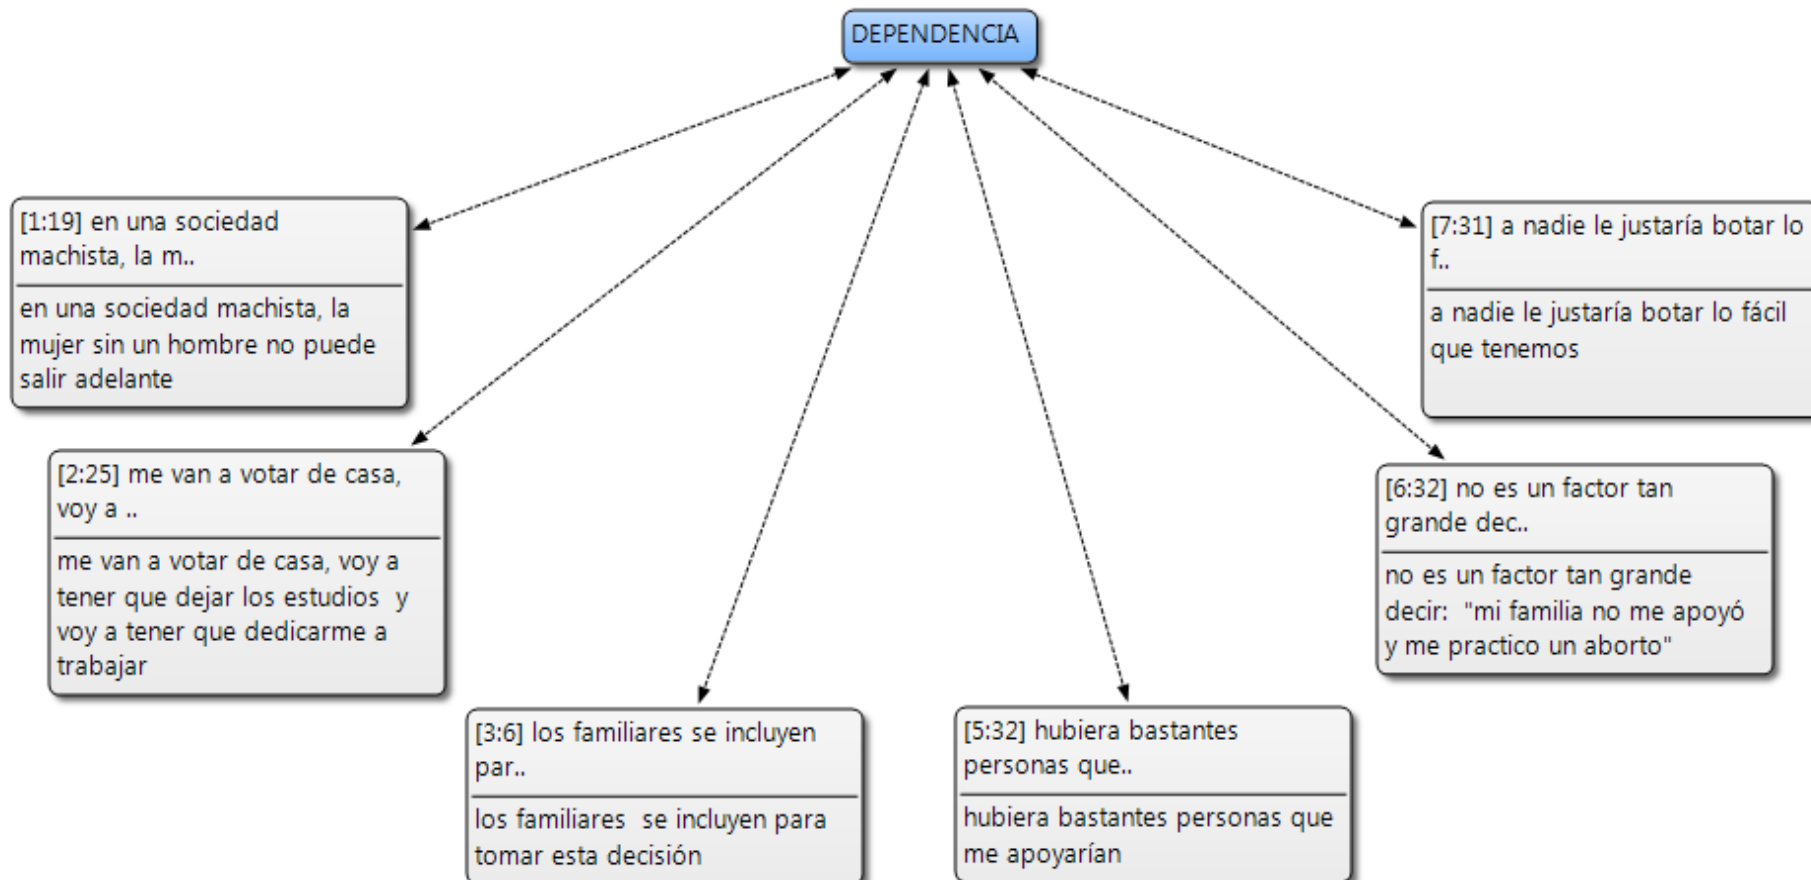 DEPENDENCIA
[1:19] en una sociedad
machista, la m..
en una sociedad machista, la
mujer sin un hombre no puede
salir adelante
[7:31] a nadie le justaría botar lo
f..
a nadie le justaría botar lo fácil
que tenemos
[2:25] me van a votar de casa,
voy a ..
me van a votar de casa, voy a
tener que dejar los estudios  y
voy a tener que dedicarme a
trabajar
[6:32] no es un factor tan
grande dec..
no es un factor tan grande
decir:  "mi familia no me apoyó
y me practico un aborto"
[3:6] los familiares se incluyen
par..
los familiares  se incluyen para
tomar esta decisión
[5:32] hubiera bastantes
personas que..
hubiera bastantes personas que
me apoyarían